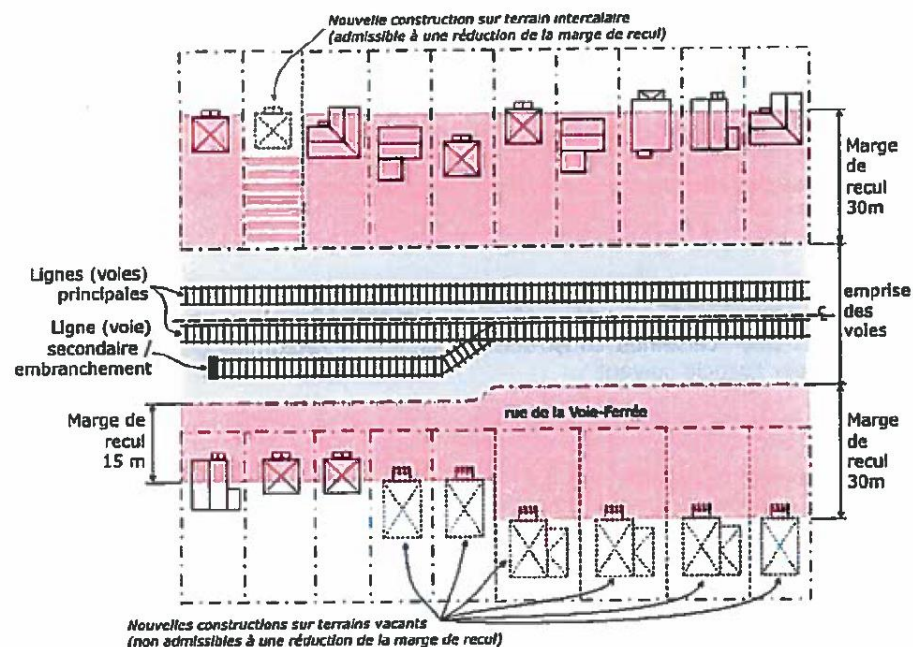 Nouvelle construction sur terrain intercalaire
(admissible à une réduction de la marge de recul)
Marge
de
recul
30m
Lignes (voies)
principales
Ligne (voie)
secondaire /
embranchement
emprise
des
voies
rue de la Voie-Ferrée
Marge de
recul
15 m
Marge
de
recul
30m
Nouvelles constructions sur terrains vacants
(non admissibles à une réduction de la marge de recul)